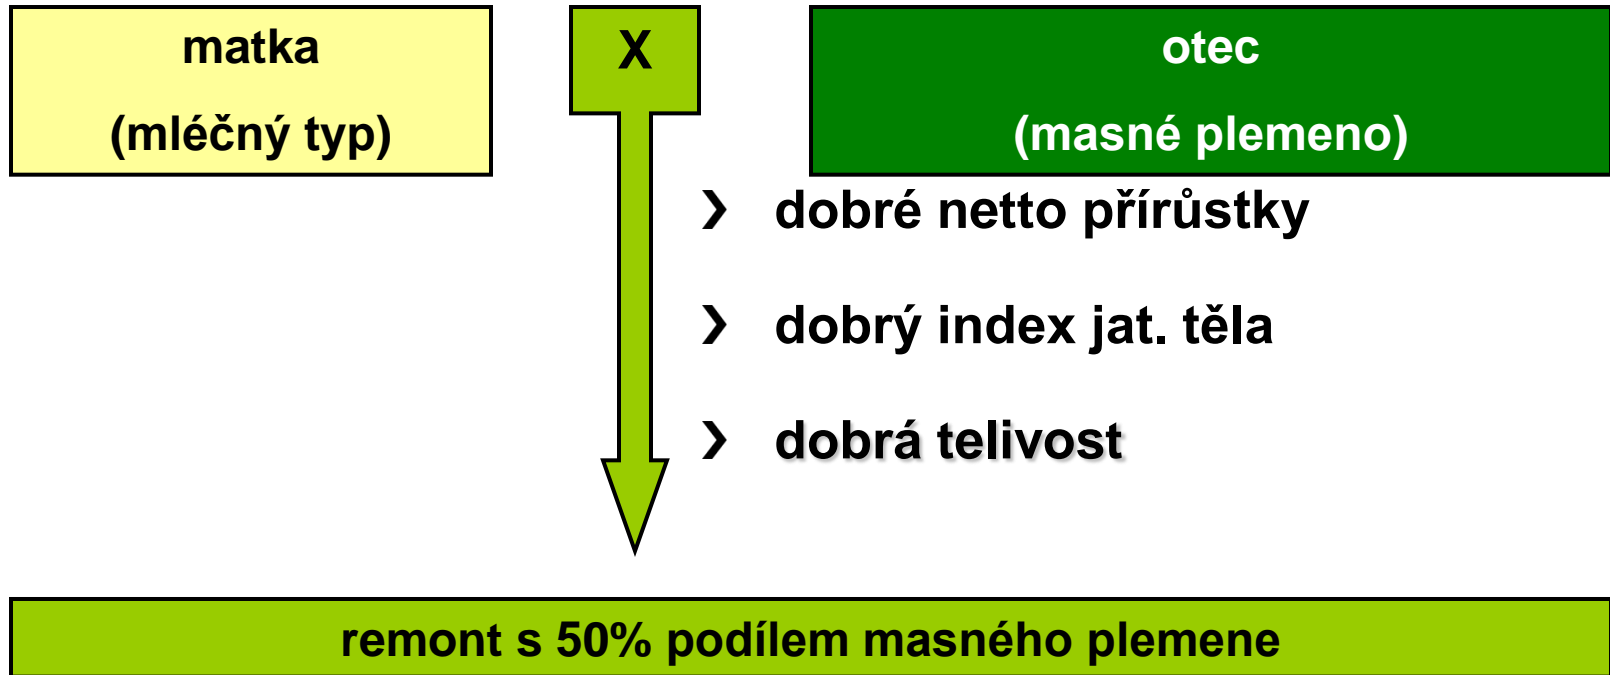 matka
(mléčný typ)
X
otec
(masné plemeno)
dobré netto přírůstky
dobrý index jat. těla
dobrá telivost
remont s 50% podílem masného plemene